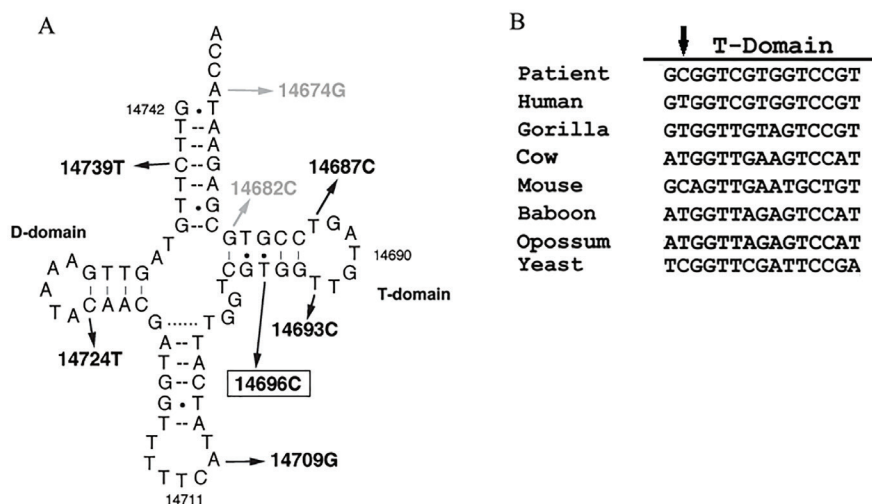 A
A
C
C
A 14674G
14742 G • T
T -- A
T -- A
14739T C -- G
T -- A
T • G
G -- C
14682C
14687C
D-domain
T A G T T G A A A T A C A A C G
G T G C C T G A T G T T G G T G C T G G
14690
T-domain
14693C
14724T
14696C
G ...... T
A -- T
T -- A
G -- C
G • T
T -- A
T T T T T C A T
14709G
14711
B
T-Domain
Patient GCGGTCGTGGTCCGT
Human GTGGTCGTGGTCCGT
Gorilla GTGGTTGTAGTCCGT
Cow ATGGTTGAAGTCCAT
Mouse GCAGTTGAATGCTGT
Baboon ATGGTTAGAGTCCAT
Opossum ATGGTTAGAGTCCAT
Yeast TCGGTTCGATTCCGA